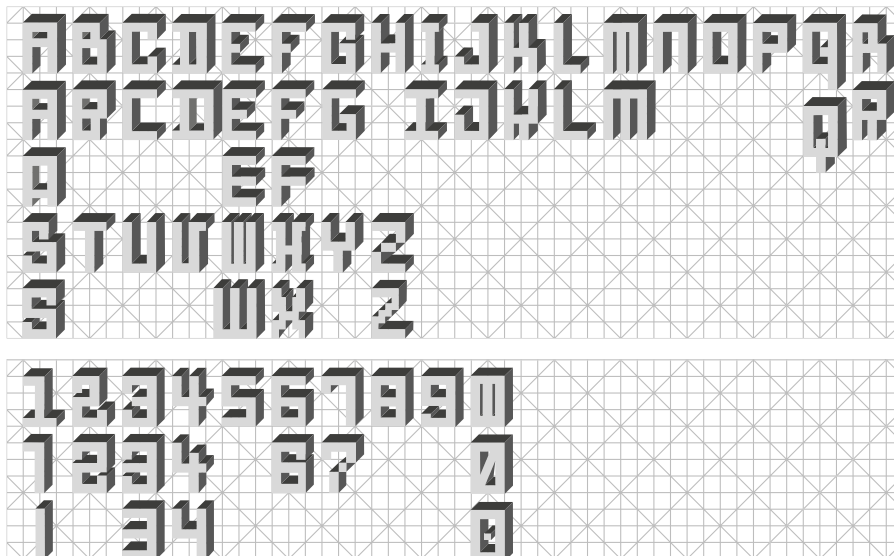 ABCDEFGHIJKLMNOPQR
ABCDEFG IJKLM QR
A EF
STUVWXYZ
S WX Z
1234567890
1234 67 0
1 34 0